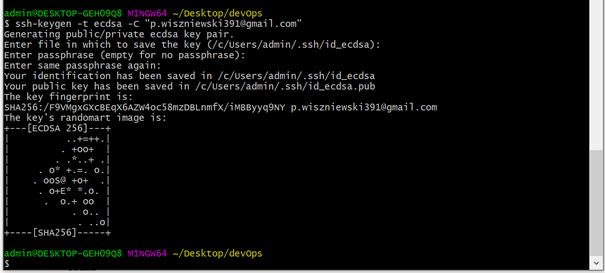 admin@DESKTOP-GEHO9Q8 MINGW64 ~/Desktop/devOps
$ ssh-keygen -t ecdsa -C "p.wiszniewski391@gmail.com"
Generating public/private ecdsa key pair.
Enter file in which to save the key (/c/Users/admin/.ssh/id_ecdsa):
Enter passphrase (empty for no passphrase):
Enter same passphrase again:
Your identification has been saved in /c/Users/admin/.ssh/id_ecdsa
Your public key has been saved in /c/Users/admin/.ssh/id_ecdsa.pub
The key fingerprint is:
SHA256:/F9VMgxGXcBEqX6AZW4oc58mzDBLnmfX/iMBByyq9NY p.wiszniewski391@gmail.com
The key's randomart image is:
+---[ECDSA 256]---+
|          ..+=++.|
|         . +oo+  |
|        . .*..+ .|
|     . o* +.=. o.|
|    . ooS@ +o+  .|
|     . o+E* *.o. |
|      .  o.+ oo  |
|           . o.. |
|            . ..o|
+----[SHA256]-----+
admin@DESKTOP-GEHO9Q8 MINGW64 ~/Desktop/devOps
$